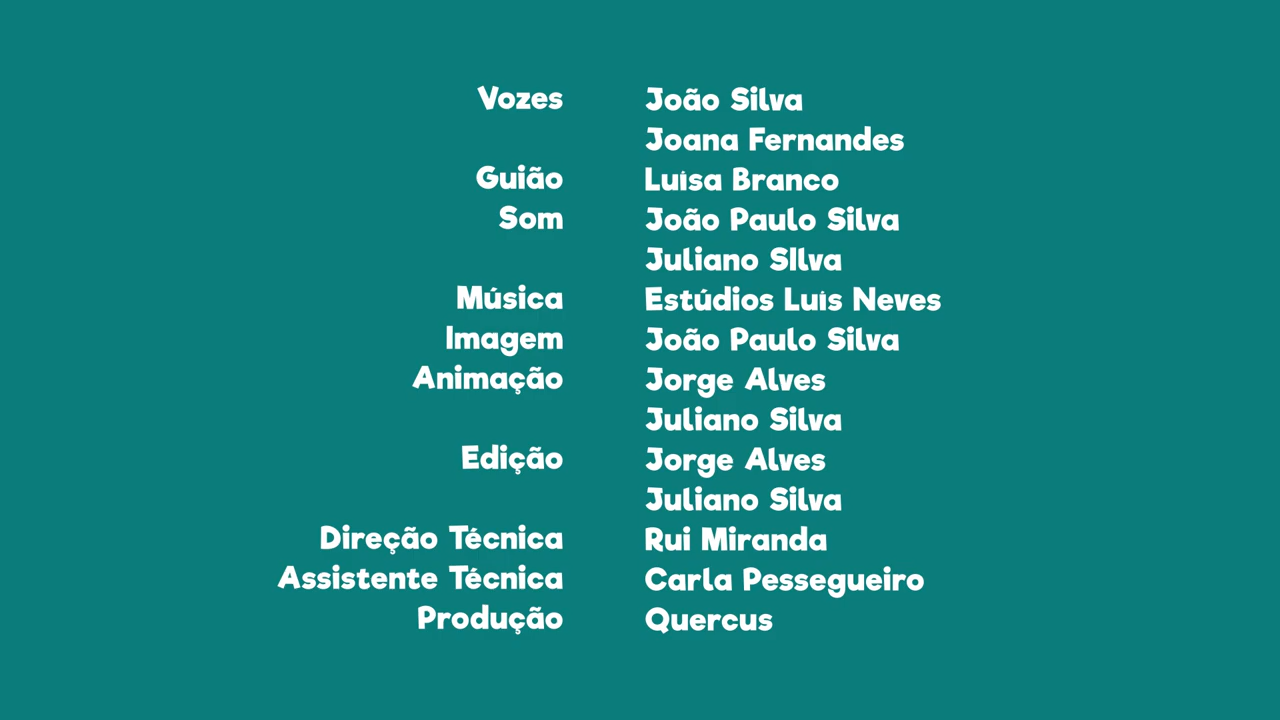 Vozes João Silva
Joana Fernandes
Guião Luísa Branco
Som João Paulo Silva
Juliano SIlva
Música Estúdios Luís Neves
Imagem João Paulo Silva
Animação Jorge Alves
Juliano Silva
Edição Jorge Alves
Juliano Silva
Direção Técnica Rui Miranda
Assistente Técnica Carla Pessegueiro
Produção Quercus